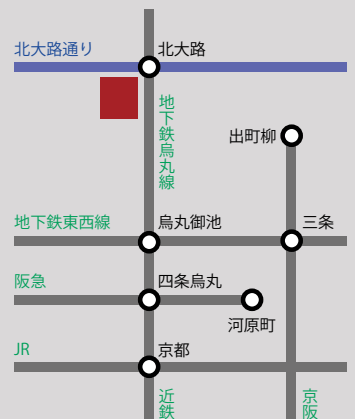 北大路通り
北大路
地下鉄烏丸線
出町柳
地下鉄東西線
烏丸御池
三条
阪急
四条烏丸
河原町
JR
京都
近鉄
京阪